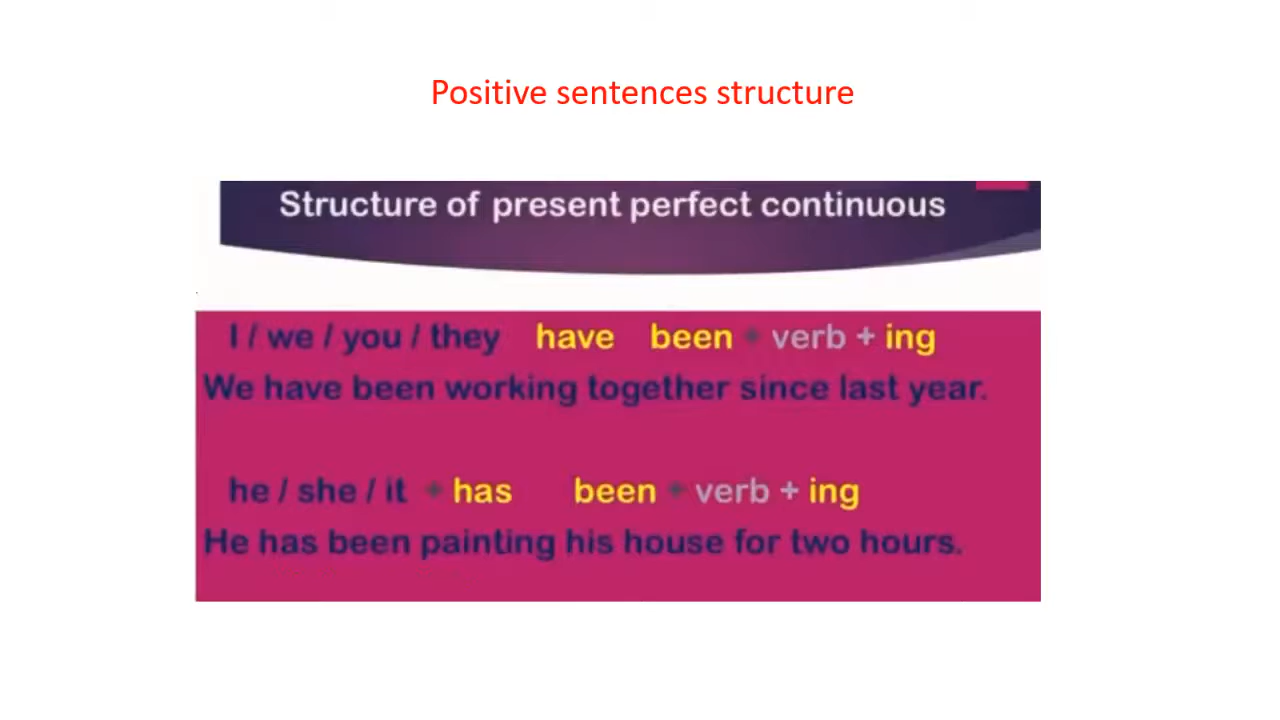 Positive sentences structure
Structure of present perfect continuous
I / we / you / they have been + verb + ing
We have been working together since last year.
he / she / it + has been + verb + ing
He has been painting his house for two hours.